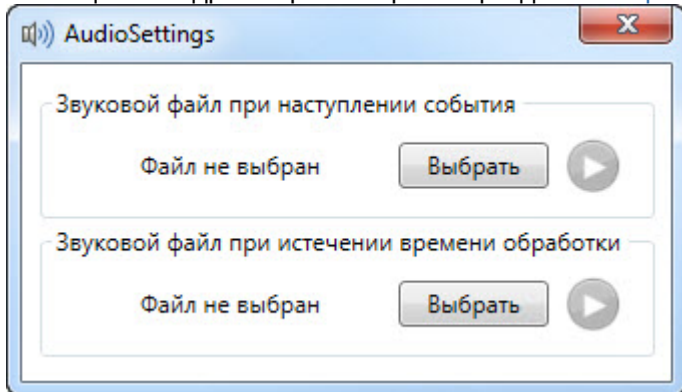 AudioSettings
Звуковой файл при наступлении события
Файл не выбран Выбрать
Звуковой файл при истечении времени обработки
Файл не выбран Выбрать